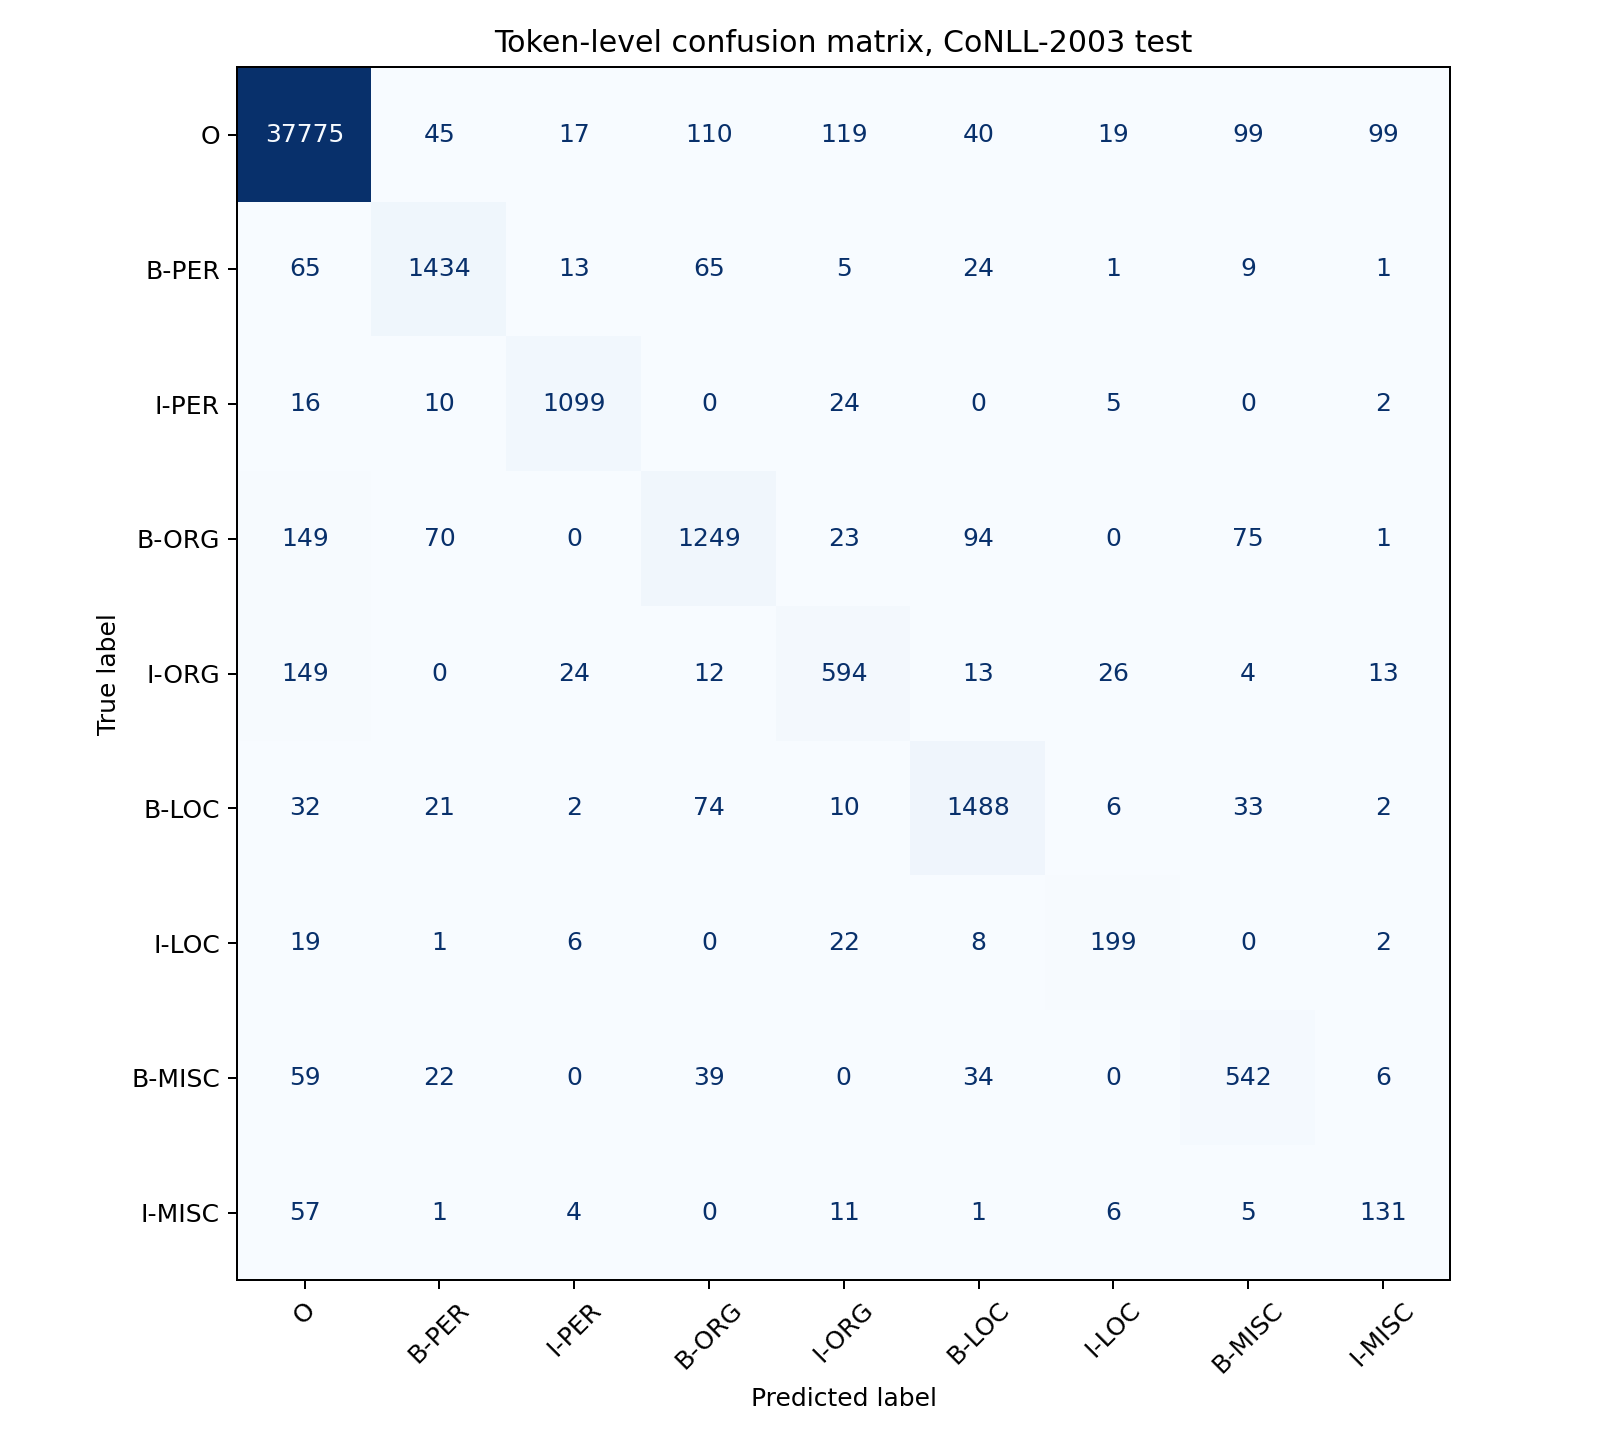 Token-level confusion matrix, CoNLL-2003 test
O 37775 45 17 110 119 40 19 99 99
B-PER 65 1434 13 65 5 24 1 9 1
I-PER 16 10 1099 0 24 0 5 0 2
B-ORG 149 70 0 1249 23 94 0 75 1
I-ORG 149 0 24 12 594 13 26 4 13
B-LOC 32 21 2 74 10 1488 6 33 2
I-LOC 19 1 6 0 22 8 199 0 2
B-MISC 59 22 0 39 0 34 0 542 6
I-MISC 57 1 4 0 11 1 6 5 131
True label
O B-PER I-PER B-ORG I-ORG B-LOC I-LOC B-MISC I-MISC
Predicted label